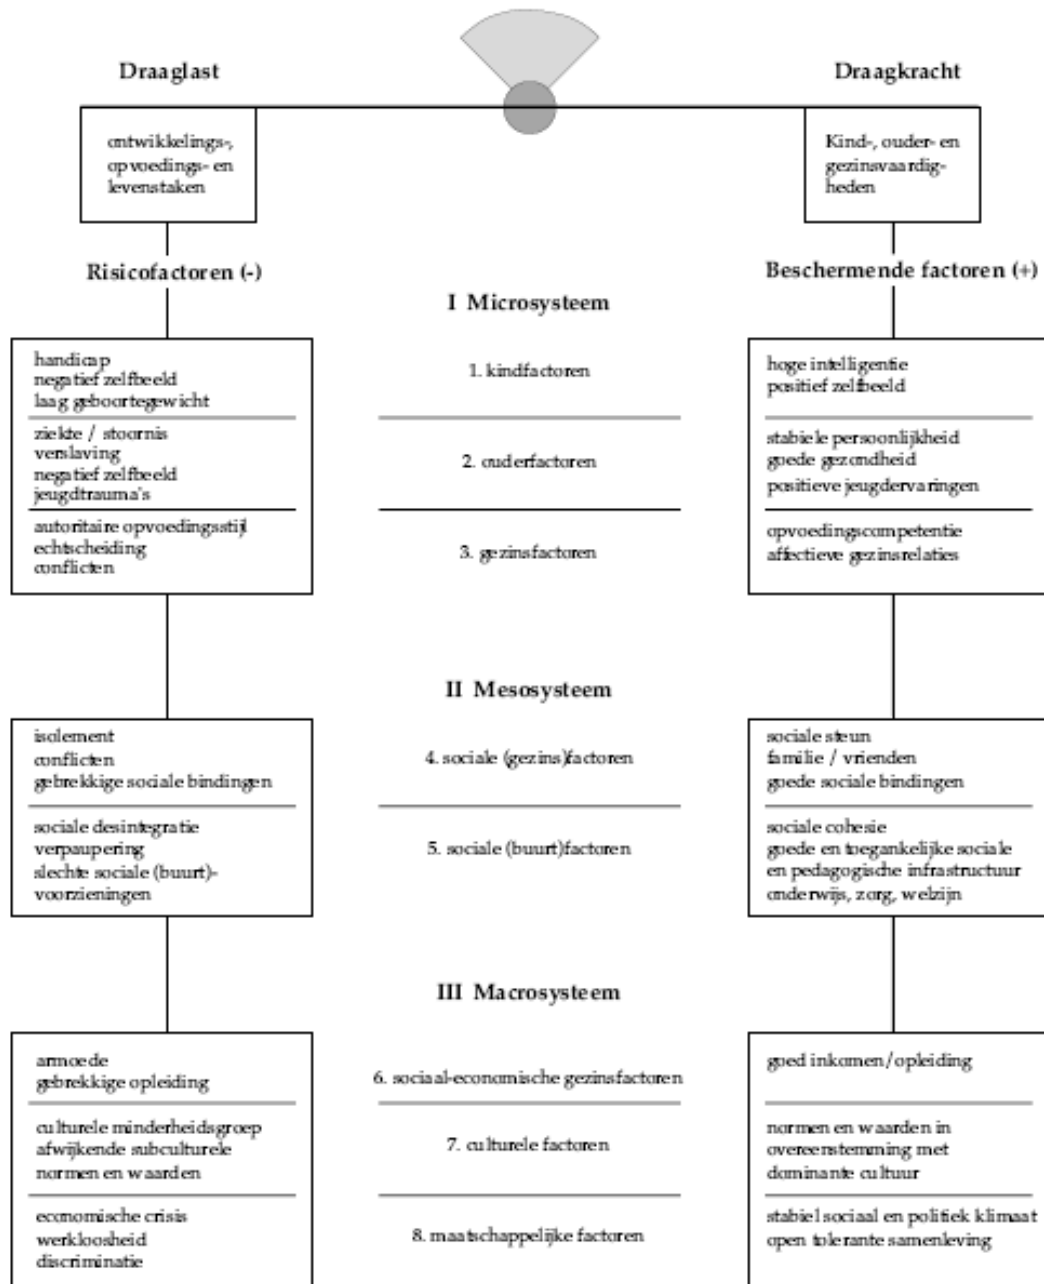 Draaglast
Draagkracht
ontwikkelings-,
opvoedings- en
levenstaken
Kind-, ouder- en
gezinsvaardig-
heden
Risicofactoren (-)
Beschermende factoren (+)
I Microsysteem
handicap
negatief zelfbeeld
laag geboortegewicht
1. kindfactoren
hoge intelligentie
positief zelfbeeld
ziekte / stoornis
verslaving
negatief zelfbeeld
jeugdtrauma's
2. ouderfactoren
stabiele persoonlijkheid
goede gezondheid
positieve jeugdervaringen
autoritaire opvoedingsstijl
echtscheiding
conflicten
3. gezinsfactoren
opvoedingscompetentie
affectieve gezinsrelaties
II Mesosysteem
isolement
conflicten
gebrekkige sociale bindingen
4. sociale (gezins)factoren
sociale steun
familie / vrienden
goede sociale bindingen
sociale desintegratie
verpaupering
slechte sociale (buurt)-
voorzieningen
5. sociale (buurt)factoren
sociale cohesie
goede en toegankelijke sociale
en pedagogische infrastructuur
onderwijs, zorg, welzijn
III Macrosysteem
armoede
gebrekkige opleiding
6. sociaal-economische gezinsfactoren
goed inkomen/opleiding
culturele minderheidsgroep
afwijkende subculturele
normen en waarden
7. culturele factoren
normen en waarden in
overeenstemming met
dominante cultuur
economische crisis
werkloosheid
discriminatie
8. maatschappelijke factoren
stabiel sociaal en politiek klimaat
open tolerante samenleving